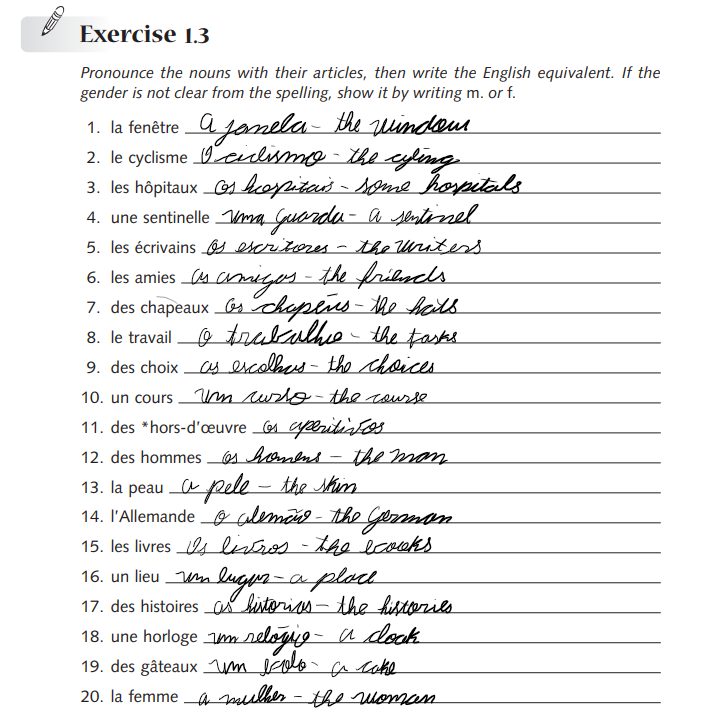 Exercise 1.3
Pronounce the nouns with their articles, then write the English equivalent. If the
gender is not clear from the spelling, show it by writing m. or f.
1. la fenêtre A janela - the window
2. le cyclisme O ciclismo - the cyling
3. les hôpitaux os hospitais - some hospitals
4. une sentinelle uma guarda - a sentinel
5. les écrivains Os escritores - the writers
6. les amies As amigas - the friends
7. des chapeaux Os chapéus - the hats
8. le travail o trabalho - the tasks
9. des choix as escolhas - the choices
10. un cours Um curso - the course
11. des *hors-d'œuvre os aperitivos
12. des hommes os homens - the man
13. la peau a pele - the skin
14. l'Allemande o alemão - the German
15. les livres Os livros - the books
16. un lieu um lugar - a place
17. des histoires as historias - the histories
18. une horloge um relógio - a cloak
19. des gâteaux um bolo - a cake
20. la femme a mulher - the woman